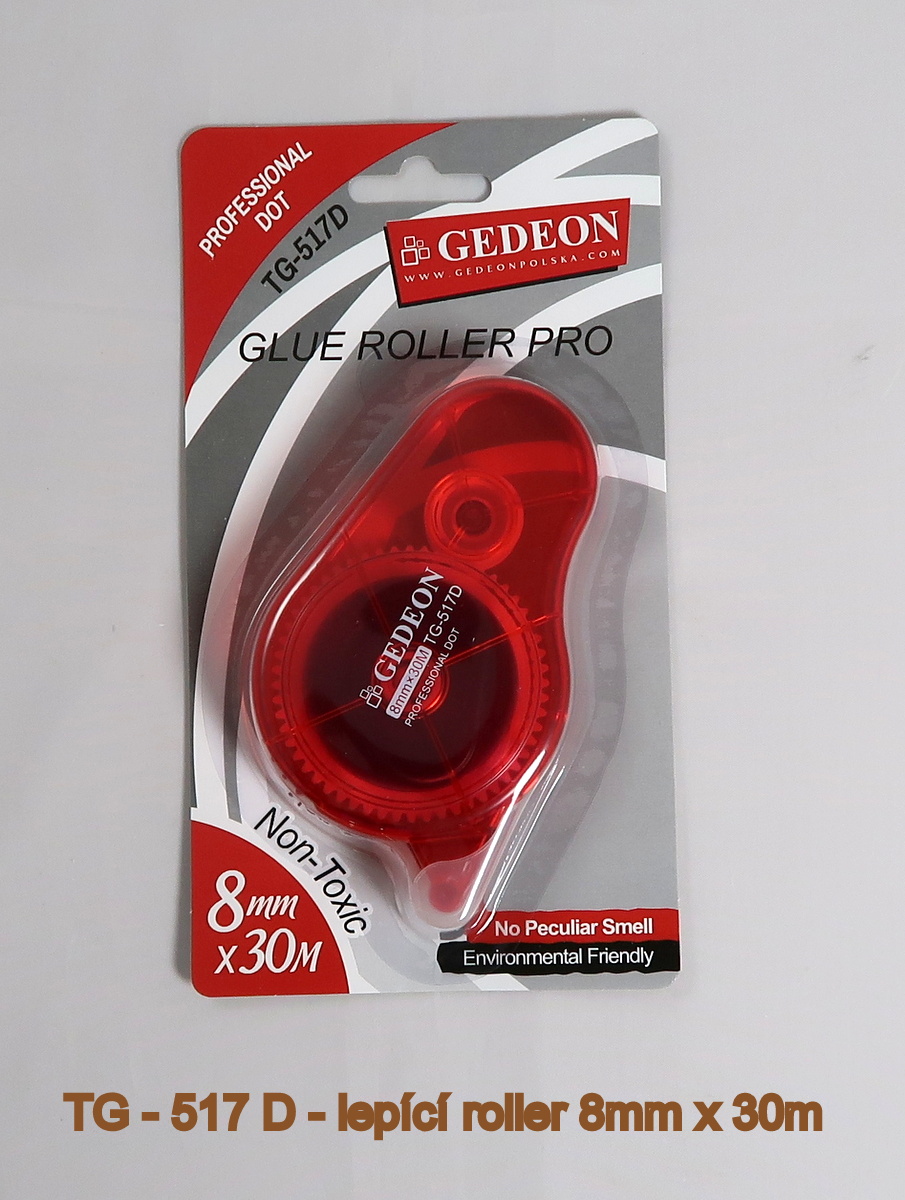 PROFESSIONAL
DOT
TG-517D
GEDEON
WWW.GEDEONPOLSKA.COM
GLUE ROLLER PRO
GEDEON
8mm×30M TG-517D
PROFESSIONAL DOT
Non-Toxic
8mm
x30M
No Peculiar Smell
Environmental Friendly
TG - 517 D - lepící roller 8mm x 30m